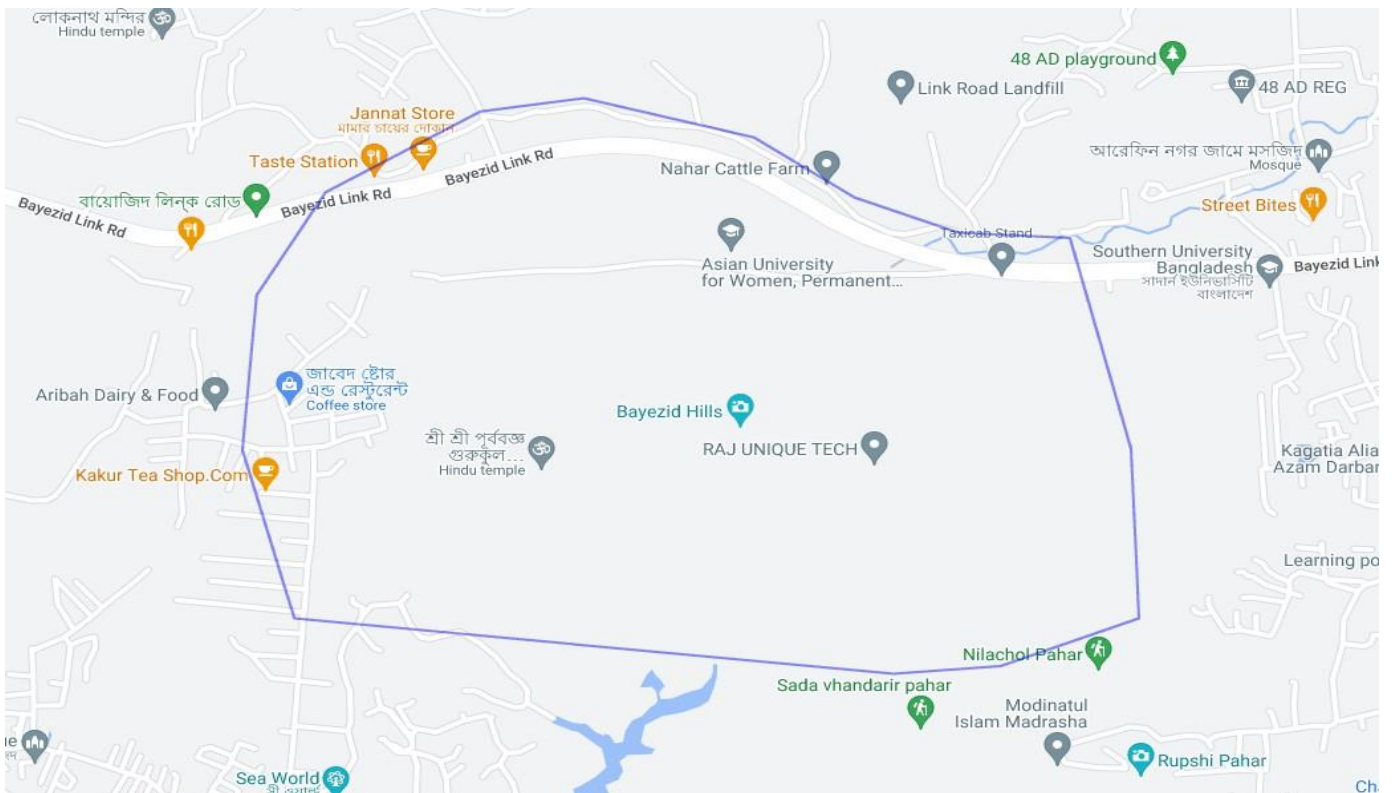 লোকনাথ মন্দির
Hindu temple
48 AD playground
Link Road Landfill
48 AD REG
Jannat Store
মামার চায়ের দোকান
Taste Station
Bayezid Link Rd
আরেফিন নগর জামে মসজিদ
Mosque
Nahar Cattle Farm
বায়োজিদ লিন্ক রোড
Bayezid Link Rd
Bayezid Link Rd
Street Bites
Taxicab Stand
Southern University
Bangladesh
সাদার্ন ইউনিভার্সিটি
বাংলাদেশ
Bayezid Link
Asian University
for Women, Permanent...
জাবেদ ষ্টোর
এন্ড রেস্টুরেন্ট
Coffee store
Aribah Dairy & Food
Bayezid Hills
শ্রী শ্রী পূর্ববজ্ঞ
গুরুকুল...
Hindu temple
RAJ UNIQUE TECH
Kagatia Alia
Azam Darbar
Kakur Tea Shop.Com
Learning po
Nilachol Pahar
Sada vhandarir pahar
Modinatul
Islam Madrasha
Rupshi Pahar
Sea World
সী ওয়ার্ল্ড
Cha